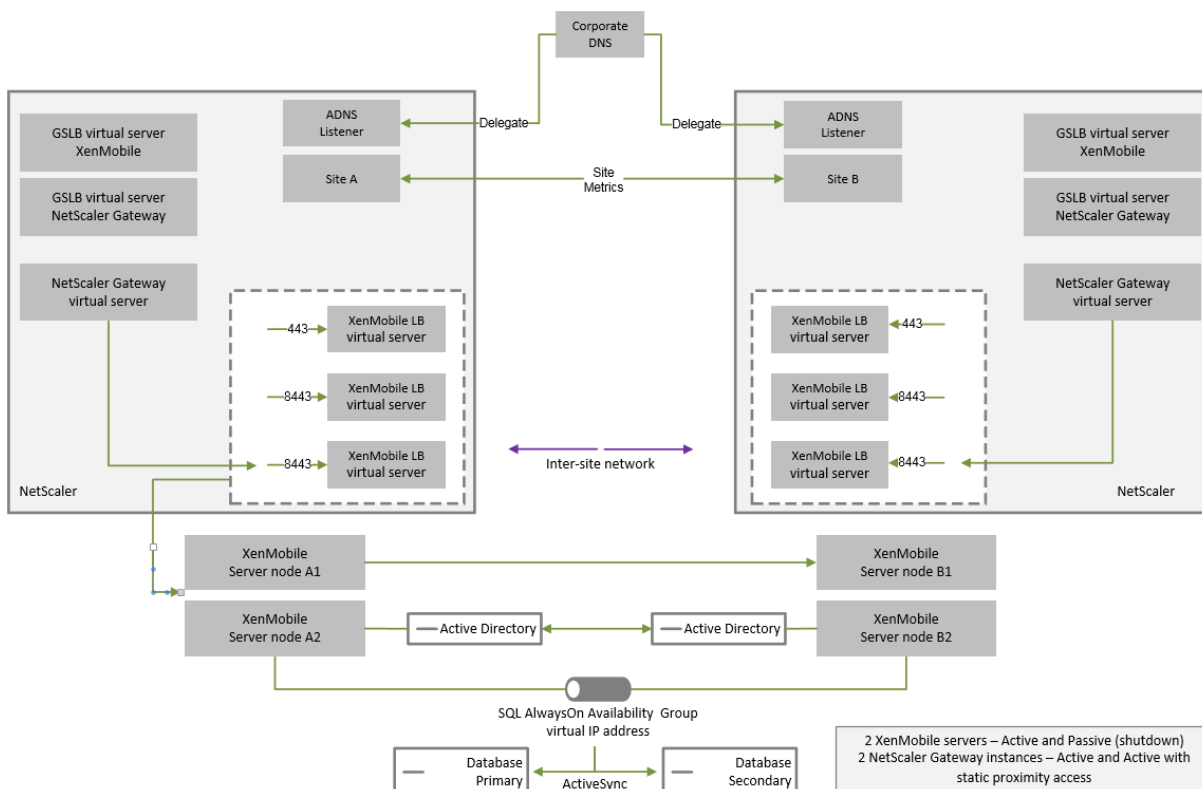 Corporate
DNS
ADNS
Listener
Delegate
Delegate
ADNS
Listener
GSLB virtual server
XenMobile
GSLB virtual server
XenMobile
Site A
Site
Metrics
Site B
GSLB virtual server
NetScaler Gateway
GSLB virtual server
NetScaler Gateway
NetScaler Gateway
virtual server
NetScaler Gateway
virtual server
443
XenMobile LB
virtual server
XenMobile LB
virtual server
443
8443
XenMobile LB
virtual server
XenMobile LB
virtual server
8443
8443
XenMobile LB
virtual server
Inter-site network
XenMobile LB
virtual server
8443
NetScaler
NetScaler
XenMobile
Server node A1
XenMobile
Server node B1
XenMobile
Server node A2
Active Directory
Active Directory
XenMobile
Server node B2
SQL AlwaysOn Availability Group
virtual IP address
Database
Primary
ActiveSync
Database
Secondary
2 XenMobile servers – Active and Passive (shutdown)
2 NetScaler Gateway instances – Active and Active with
static proximity access